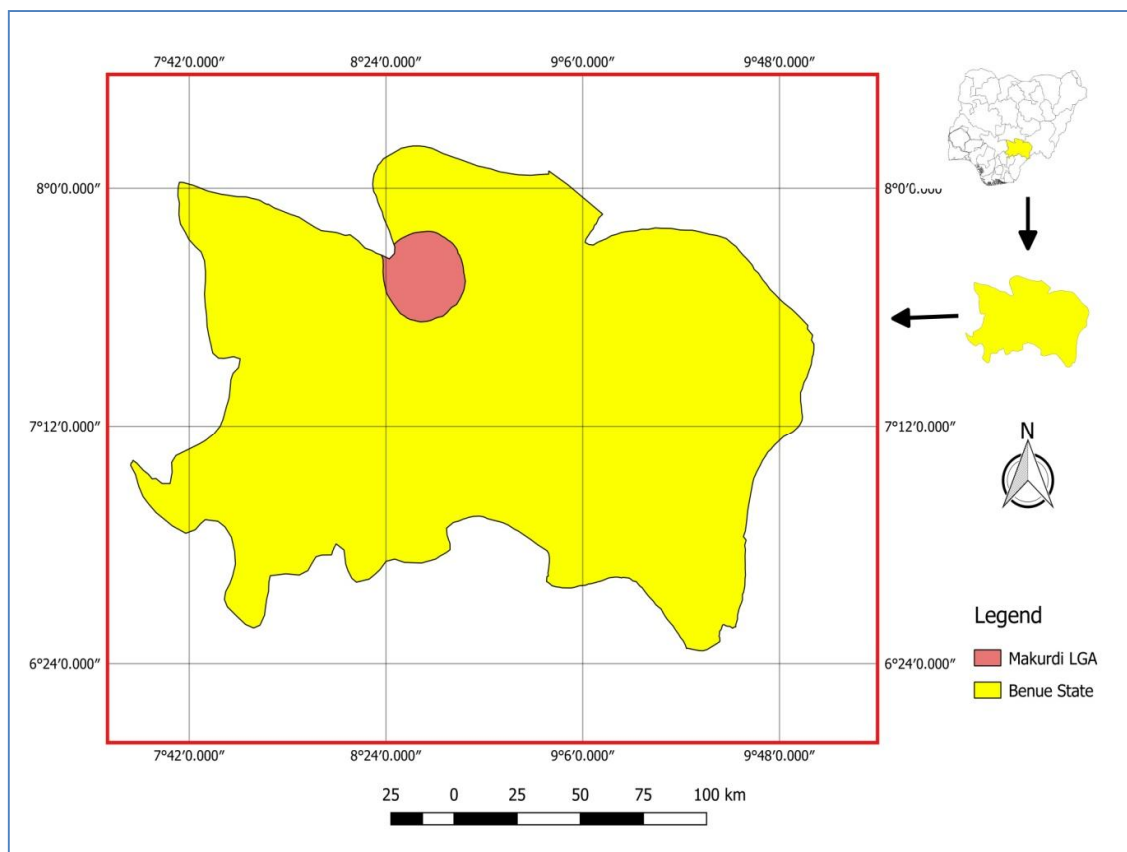 7°42′0.000″ 8°24′0.000″ 9°6′0.000″ 9°48′0.000″
8°0′0.000″ 8°0′0.000″
7°12′0.000″ 7°12′0.000″
N
Legend
Makurdi LGA
6°24′0.000″ 6°24′0.000″
Benue State
7°42′0.000″ 8°24′0.000″ 9°6′0.000″ 9°48′0.000″
25 0 25 50 75 100 km